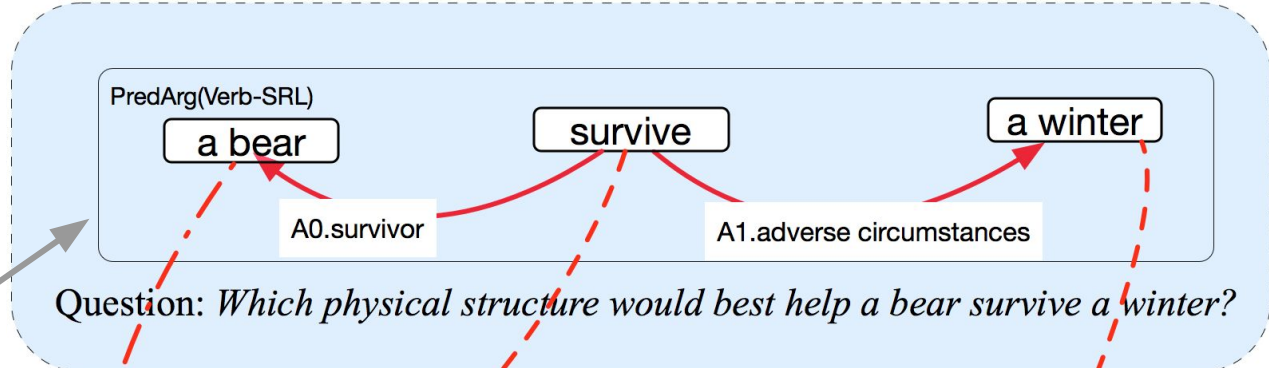 PredArg(Verb-SRL)
a bear
survive
a winter
A0.survivor
A1.adverse circumstances
Question: Which physical structure would best help a bear survive a winter?